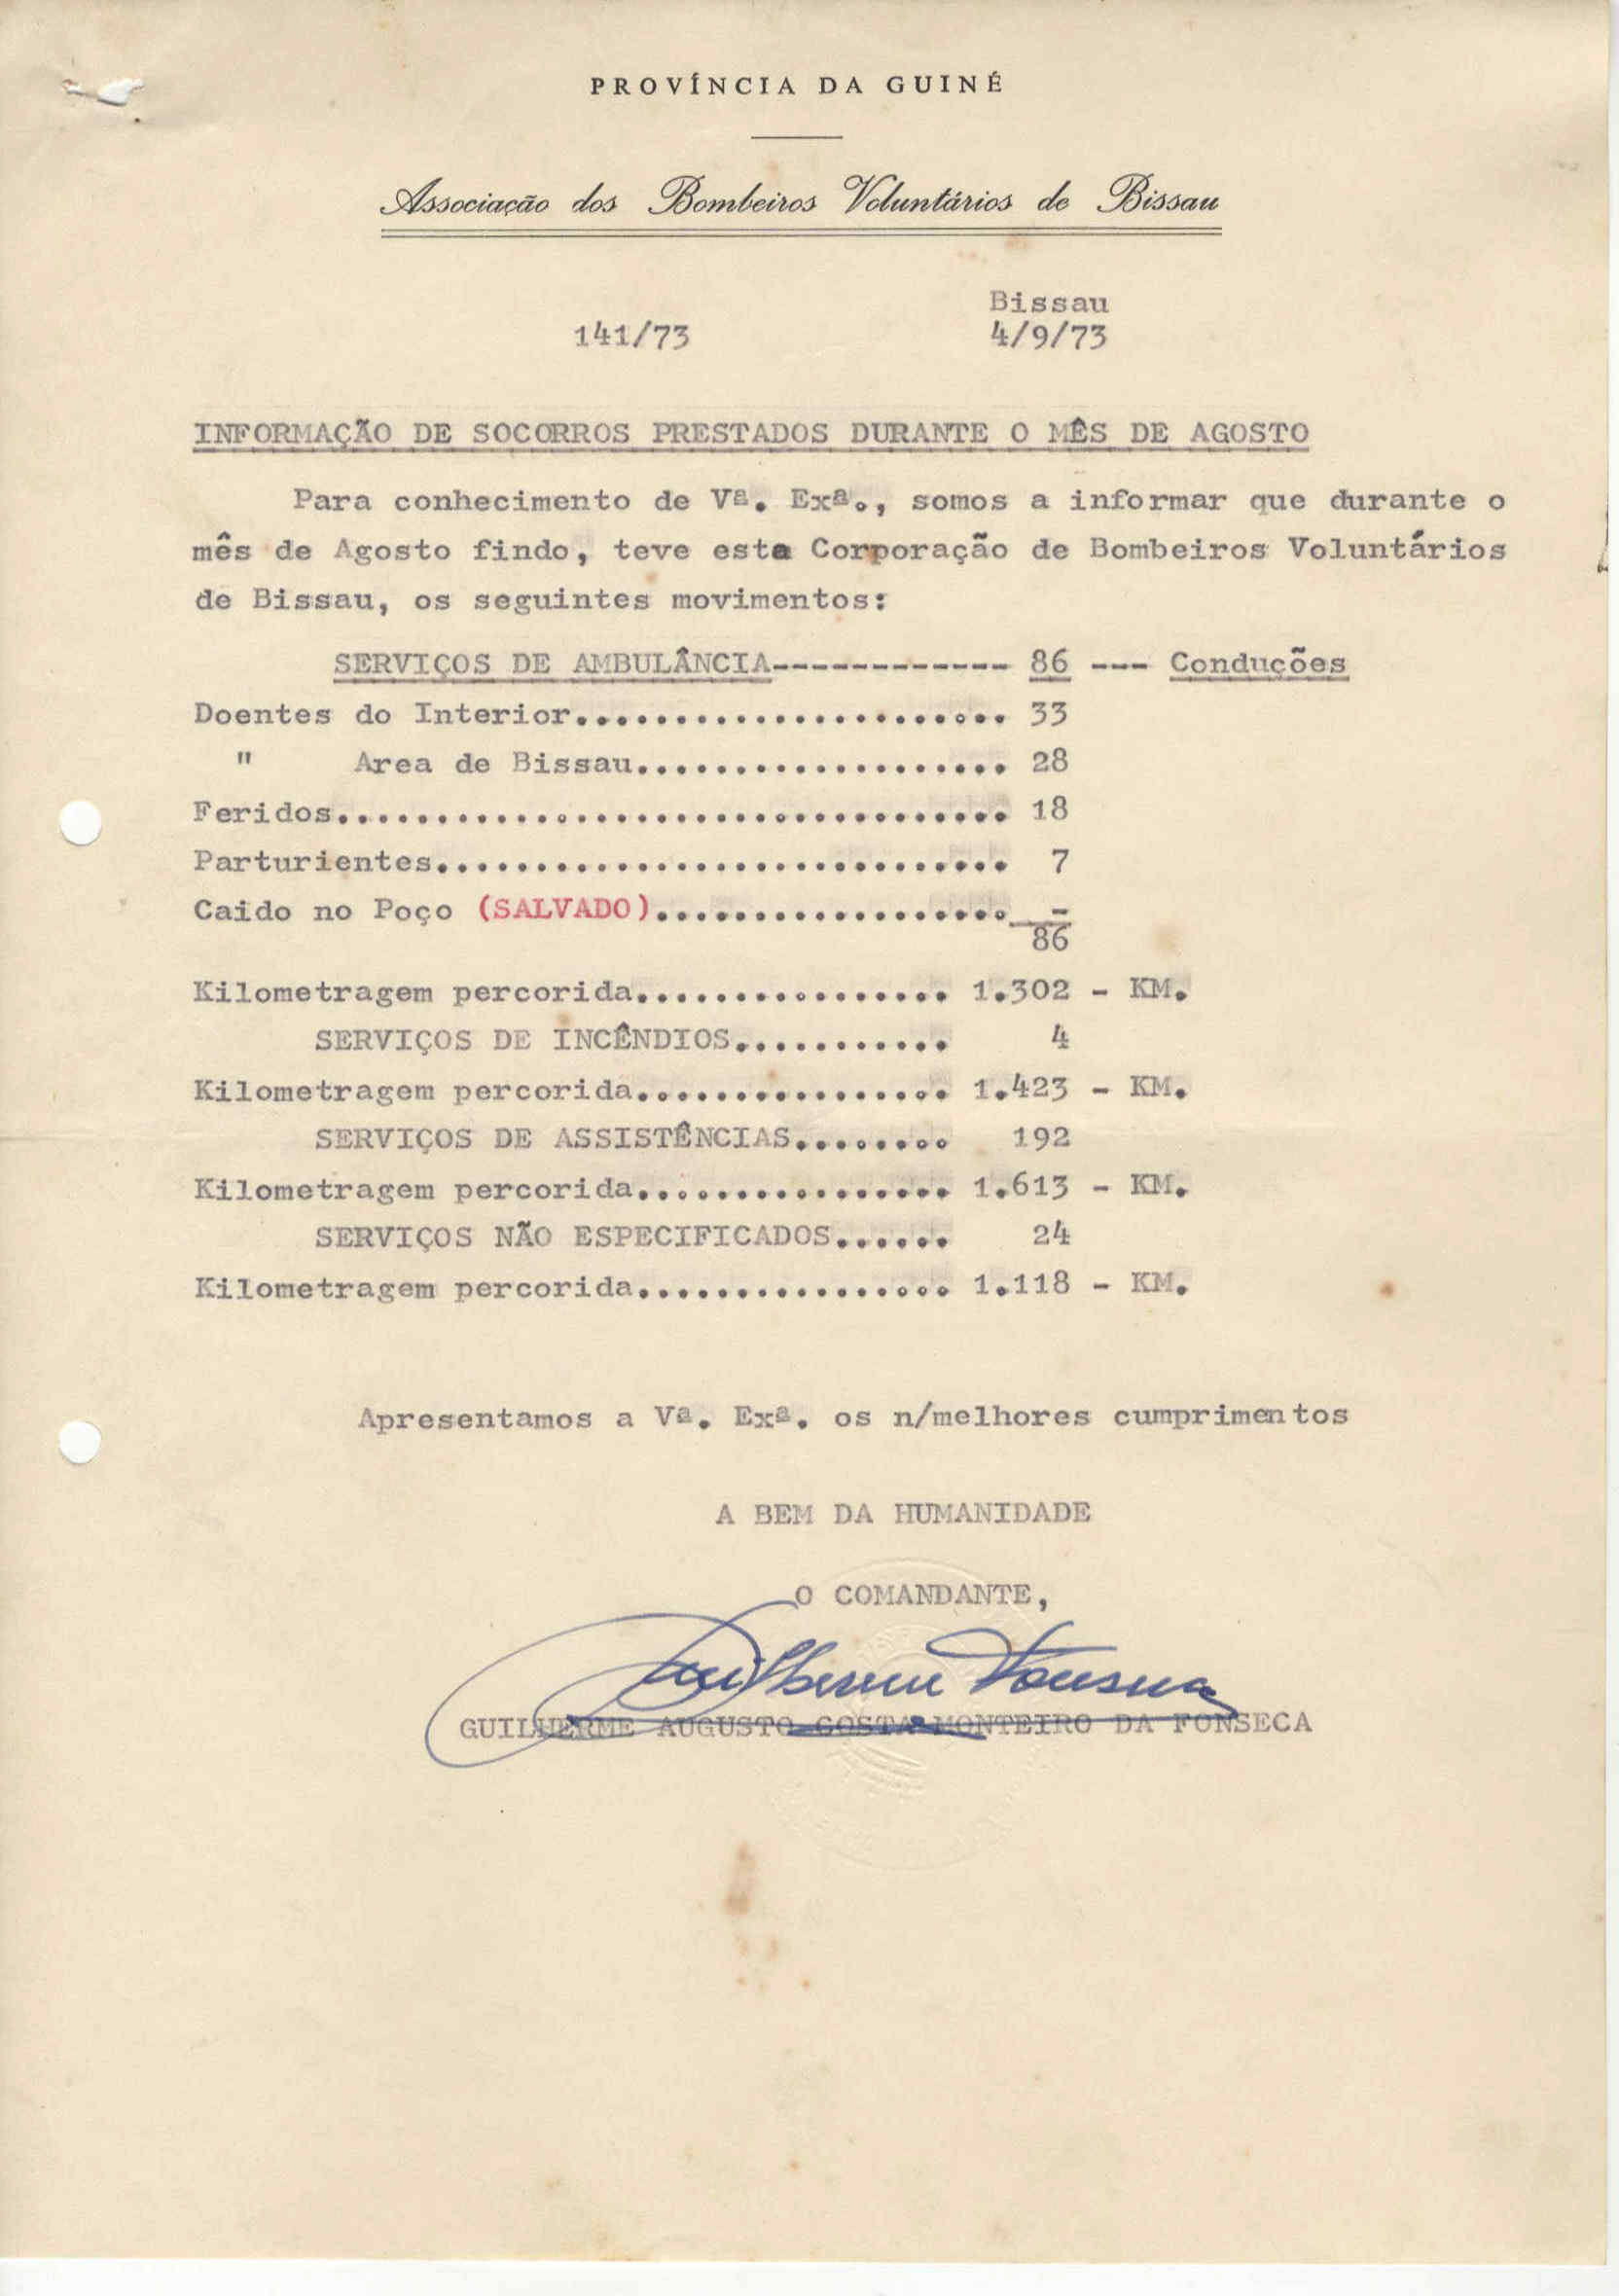 PROVÍNCIA DA GUINÉ
Associação dos Bombeiros Voluntários de Bissau
Bissau
141/73 4/9/73
INFORMAÇÃO DE SOCORROS PRESTADOS DURANTE O MÊS DE AGOSTO
Para conhecimento de Vª. Exª., somos a informar que durante o
mês de Agosto findo, teve esta Corporação de Bombeiros Voluntários
de Bissau, os seguintes movimentos:
SERVIÇOS DE AMBULÂNCIA------------ 86 --- Conduções
Doentes do Interior...................... 33
" Area de Bissau................... 28
Feridos.................................. 18
Parturientes............................. 7
Caido no Poço (SALVADO).................. -
86
Kilometragem percorida................ 1.302 - KM.
SERVIÇOS DE INCÊNDIOS........... 4
Kilometragem percorida................ 1.423 - KM.
SERVIÇOS DE ASSISTÊNCIAS........ 192
Kilometragem percorida................ 1.613 - KM.
SERVIÇOS NÃO ESPECIFICADOS...... 24
Kilometragem percorida................ 1.118 - KM.
Apresentamos a Vª. Exª. os n/melhores cumprimentos
A BEM DA HUMANIDADE
O COMANDANTE,
Guilherme Fonseca
GUILHERME AUGUSTO COSTA MONTEIRO DA FONSECA